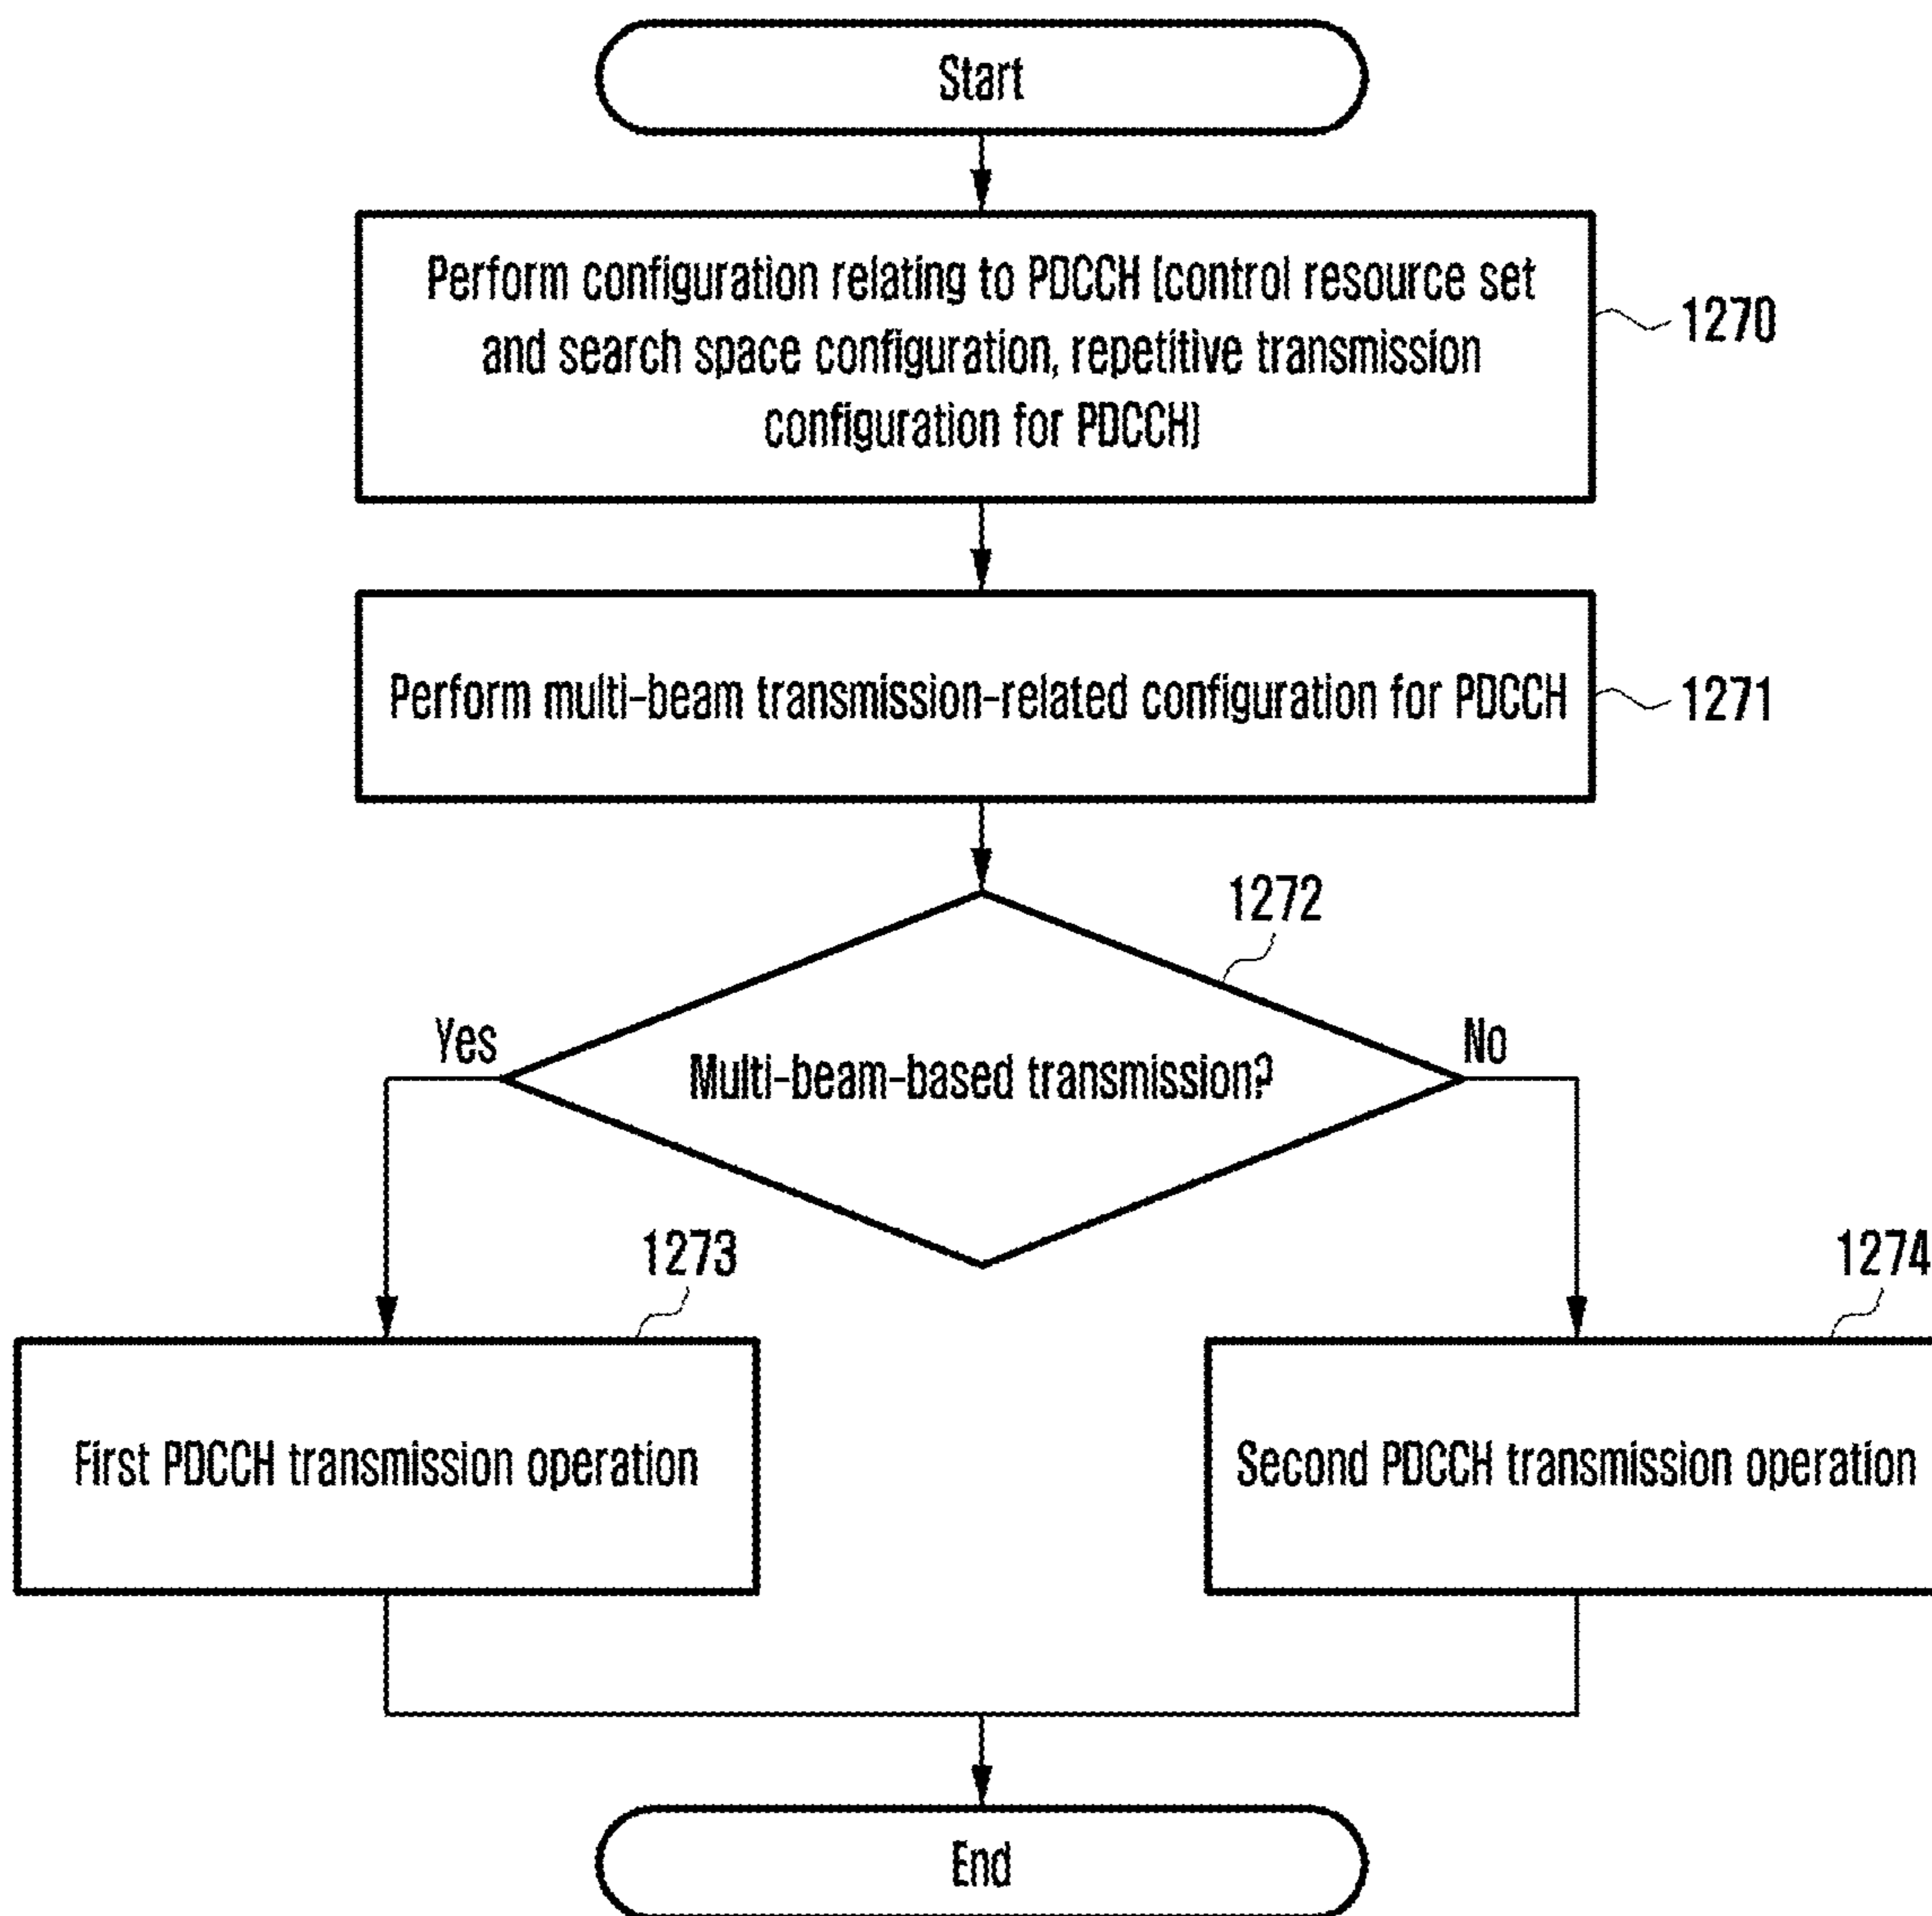 Start
Perform configuration relating to PDCCH [control resource set
and search space configuration, repetitive transmission
configuration for PDCCH]
1270
Perform multi-beam transmission-related configuration for PDCCH
1271
1272
Yes
Multi-beam-based transmission?
No
1273
1274
First PDCCH transmission operation
Second PDCCH transmission operation
End